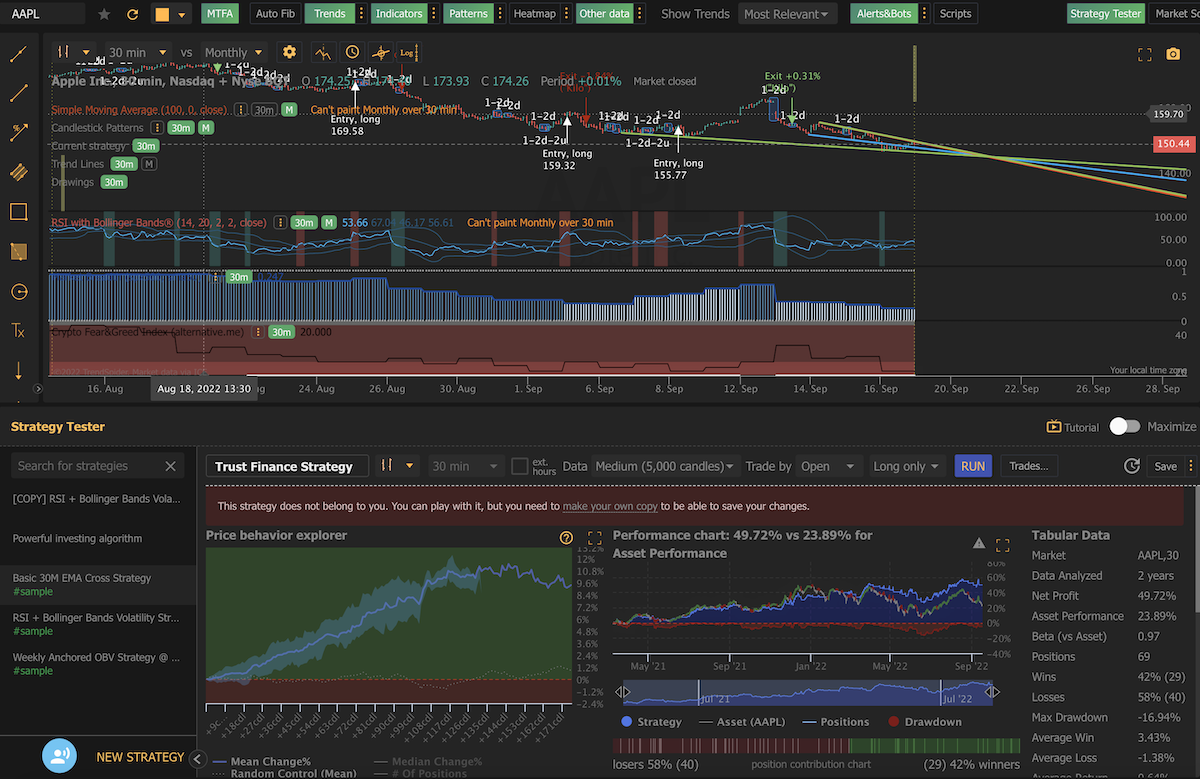 AAPL MTFA Auto Fib Trends Indicators Patterns Heatmap Other data Show Trends Most Relevant Alerts&Bots Scripts Strategy Tester Market Sc
30 min vs Monthly Log
Apple Inc. Nasdaq + Nyse O 174.25 L 173.93 C 174.26 Period +0.01% Market closed
Simple Moving Average (100, 0, close) 30m M Can't paint Monthly over 30 min
Candlestick Patterns 30m M
Current strategy 30m
Trend Lines 30m M
Drawings 30m
Entry, long
169.58
1-2d
1-2d-2u
Entry, long
159.32
1-2d
1-2d-2u
Entry, long
155.77
Exit +0.31%
1-2d
1-2d
1-2d
159.70
150.44
140.00
AAPL
RSI with Bollinger Bands® (14, 20, 2, 2, close) 30m M 53.66 67.04 46.17 56.61 Can't paint Monthly over 30 min
100.00
50.00
0.00
30m 0.747
1
0.5
0
Crypto Fear&Greed Index (alternative.me) 30m 20.000
40
©2022 TrendSpider. Market data via
Your local time zone
16. Aug Aug 18, 2022 13:30 24. Aug 26. Aug 30. Aug 1. Sep 6. Sep 8. Sep 12. Sep 14. Sep 16. Sep 20. Sep 22. Sep 26. Sep 28. Sep
Strategy Tester Tutorial Maximize
Search for strategies
[COPY] RSI + Bollinger Bands Vola...
Powerful investing algorithm
Basic 30M EMA Cross Strategy
#sample
RSI + Bollinger Bands Volatility Str...
#sample
Weekly Anchored OBV Strategy @ ...
#sample
NEW STRATEGY
Trust Finance Strategy 30 min ext. hours Data Medium (5,000 candles) Trade by Open Long only RUN Trades... Save
This strategy does not belong to you. You can play with it, but you need to make your own copy to be able to save your changes.
Price behavior explorer
13.2%
12%
10.8%
9.6%
8.4%
7.2%
6%
4.8%
3.6%
2.4%
1.2%
0%
−1.2%
−2.4%
+9c +18cdl +27cdl +36cdl +45cdl +54cdl +63cdl +72cdl +81cdl +90cdl +99cdl +108cdl +117cdl +126cdl +135cdl +144cdl +153cdl +162cdl +171cdl
Mean Change% Median Change%
Random Control (Mean) # Of Positions
Performance chart: 49.72% vs 23.89% for
Asset Performance
80%
60%
40%
20%
0%
−20%
−40%
May '21 Sep '21 Jan '22 May '22 Sep '22
Jul '21 Jul '22
Strategy Asset (AAPL) Positions Drawdown
losers 58% (40) position contribution chart (29) 42% winners
Tabular Data
Market AAPL,30
Data Analyzed 2 years
Net Profit 49.72%
Asset Performance 23.89%
Beta (vs Asset) 0.97
Positions 69
Wins 42% (29)
Losses 58% (40)
Max Drawdown -16.94%
Average Win 3.43%
Average Loss -1.38%
Average Return 0.64%